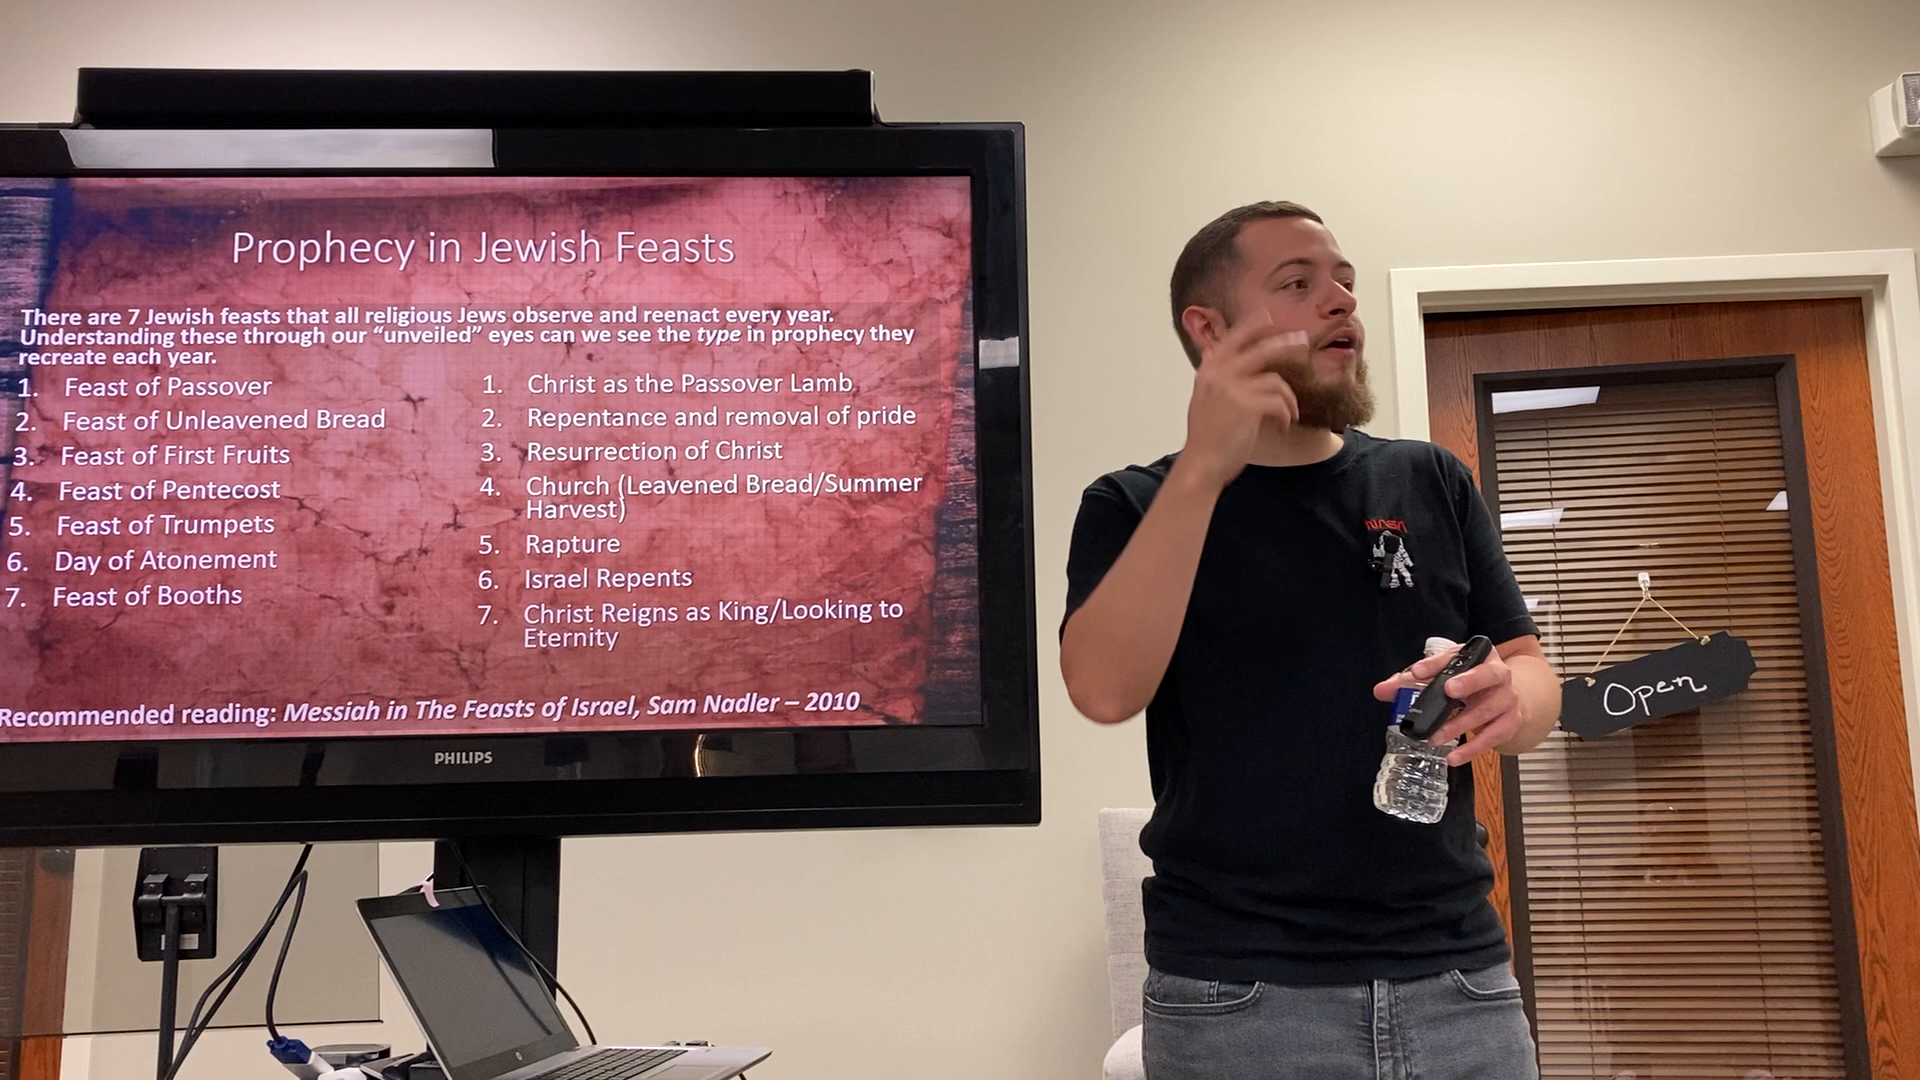 Prophecy in Jewish Feasts
There are 7 Jewish feasts that all religious Jews observe and reenact every year.
Understanding these through our “unveiled” eyes can we see the type in prophecy they
recreate each year.
1. Feast of Passover
2. Feast of Unleavened Bread
3. Feast of First Fruits
4. Feast of Pentecost
5. Feast of Trumpets
6. Day of Atonement
7. Feast of Booths
1. Christ as the Passover Lamb
2. Repentance and removal of pride
3. Resurrection of Christ
4. Church (Leavened Bread/Summer
Harvest)
5. Rapture
6. Israel Repents
7. Christ Reigns as King/Looking to
Eternity
Recommended reading: Messiah in The Feasts of Israel, Sam Nadler – 2010
PHILIPS
NASA
Open
hp